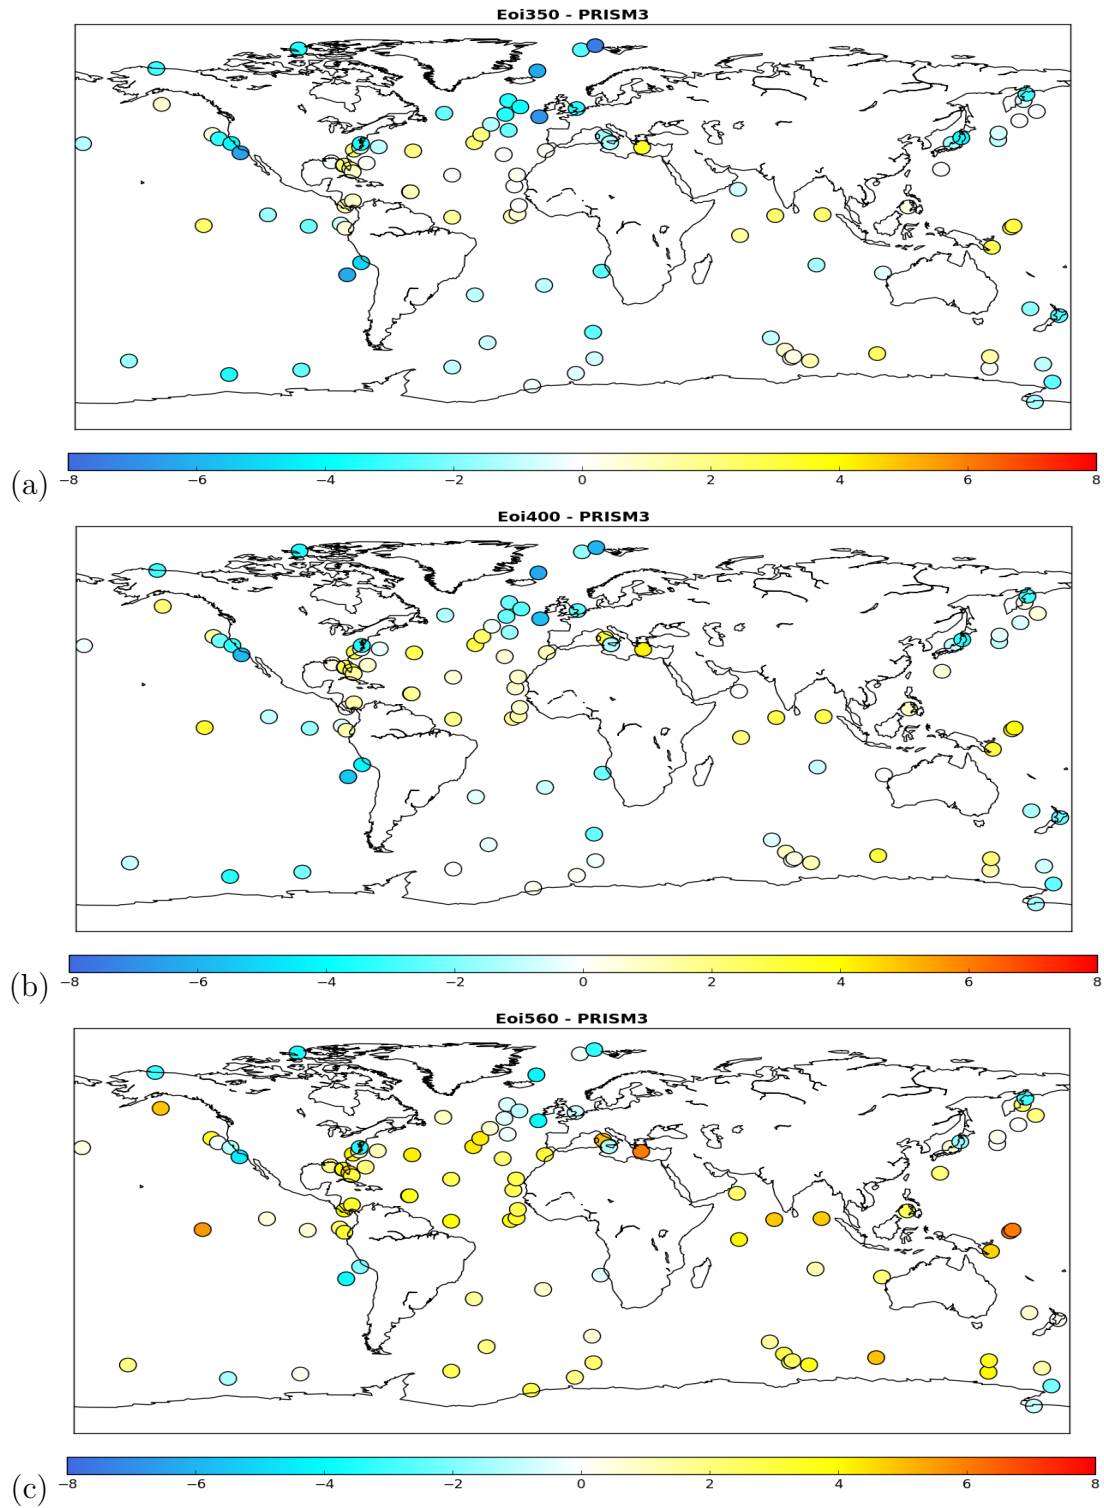 Eoi350 - PRISM3
(a) −8 −6 −4 −2 0 2 4 6 8
Eoi400 - PRISM3
(b) −8 −6 −4 −2 0 2 4 6 8
Eoi560 - PRISM3
(c) −8 −6 −4 −2 0 2 4 6 8